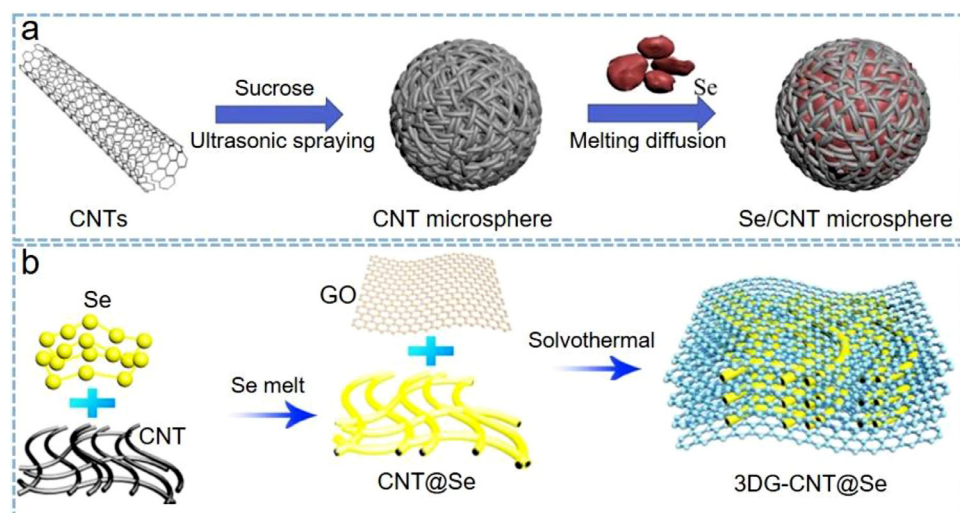 a
Sucrose
Ultrasonic spraying
Se
Melting diffusion
CNTs
CNT microsphere
Se/CNT microsphere
b
Se
CNT
Se melt
GO
CNT@Se
Solvothermal
3DG-CNT@Se